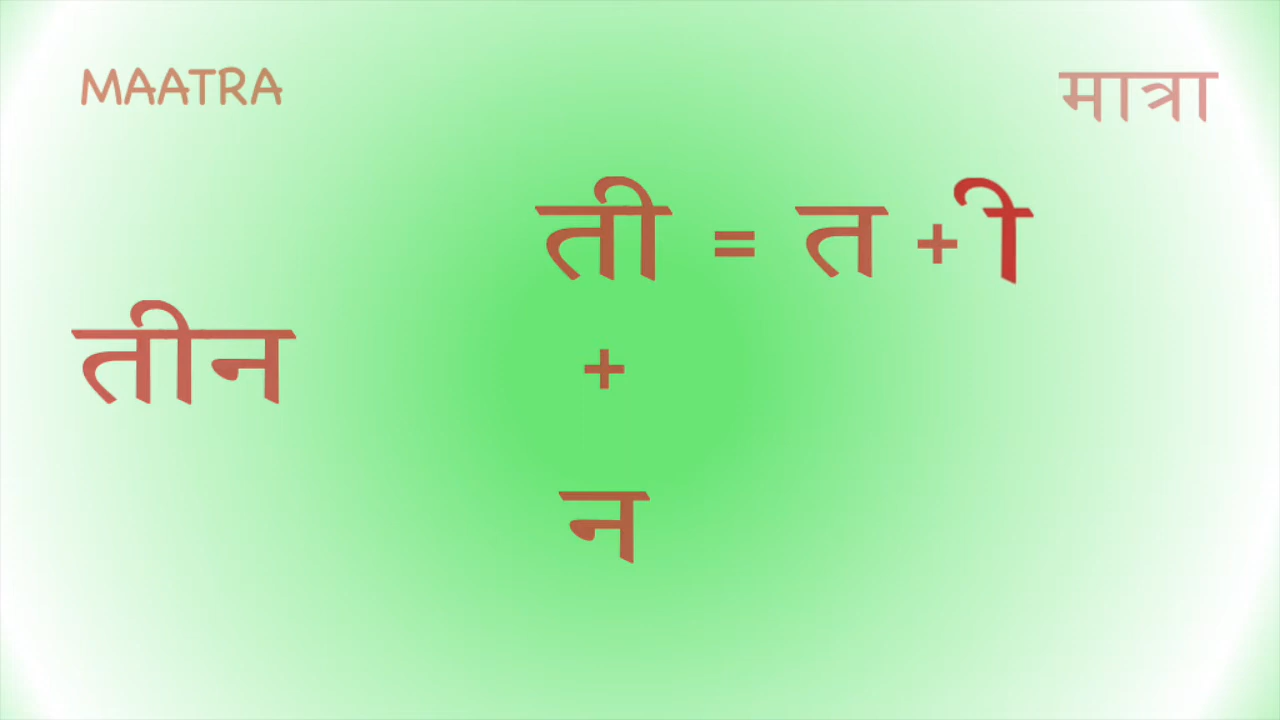 MAATRA मात्रा
ती = त + ी
तीन +
न